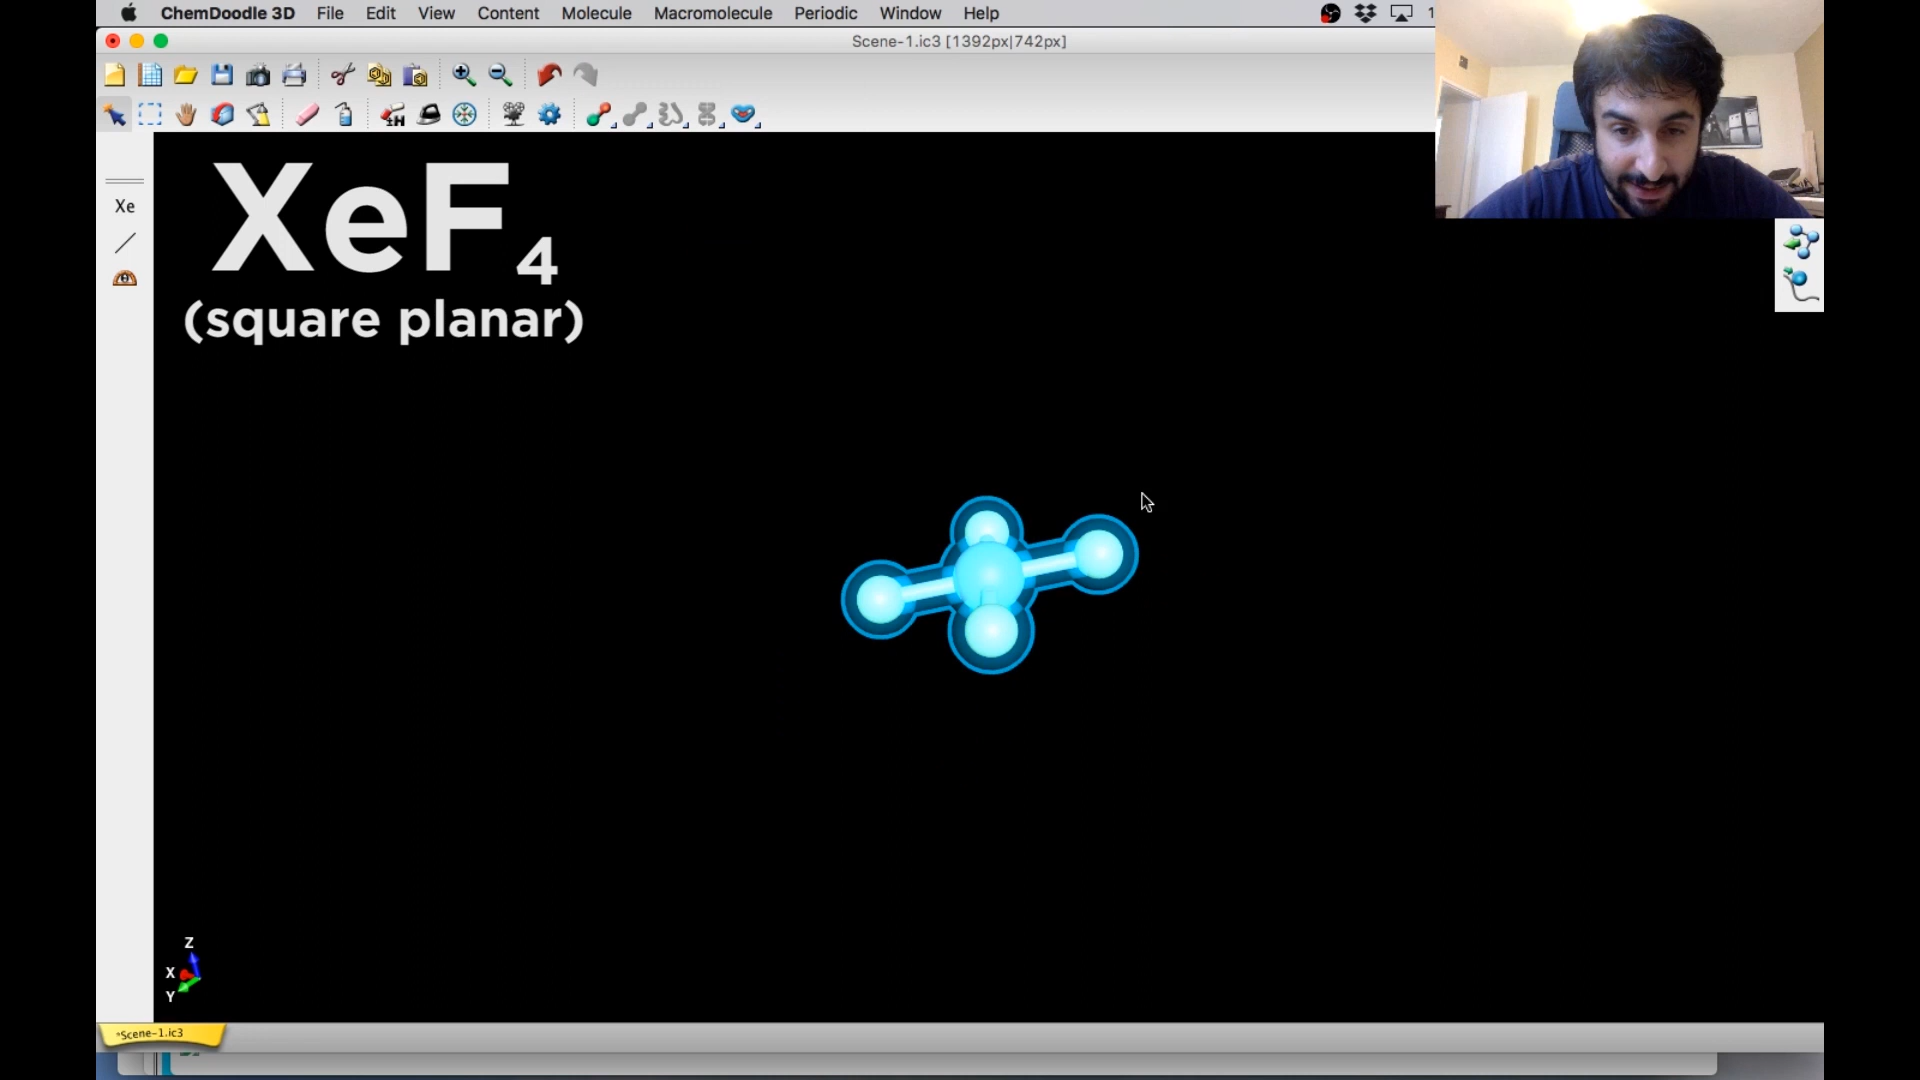 ChemDoodle 3D File Edit View Content Molecule Macromolecule Periodic Window Help 1
Scene-1.ic3 [1392px|742px]
XeF₄
(square planar)
Xe
Z
X
Y
*Scene-1.ic3